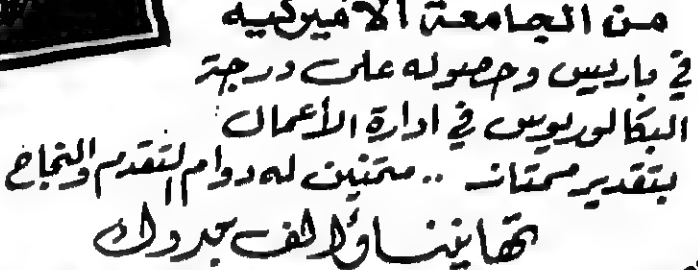 من الجامعة الأميركية
في باريس وحصوله على درجة
البكالوريوس في ادارة الأعمال
بتقدير ممتاز .. متمنين له دوام التقدم والنجاح
تهانينا وألف مبروك